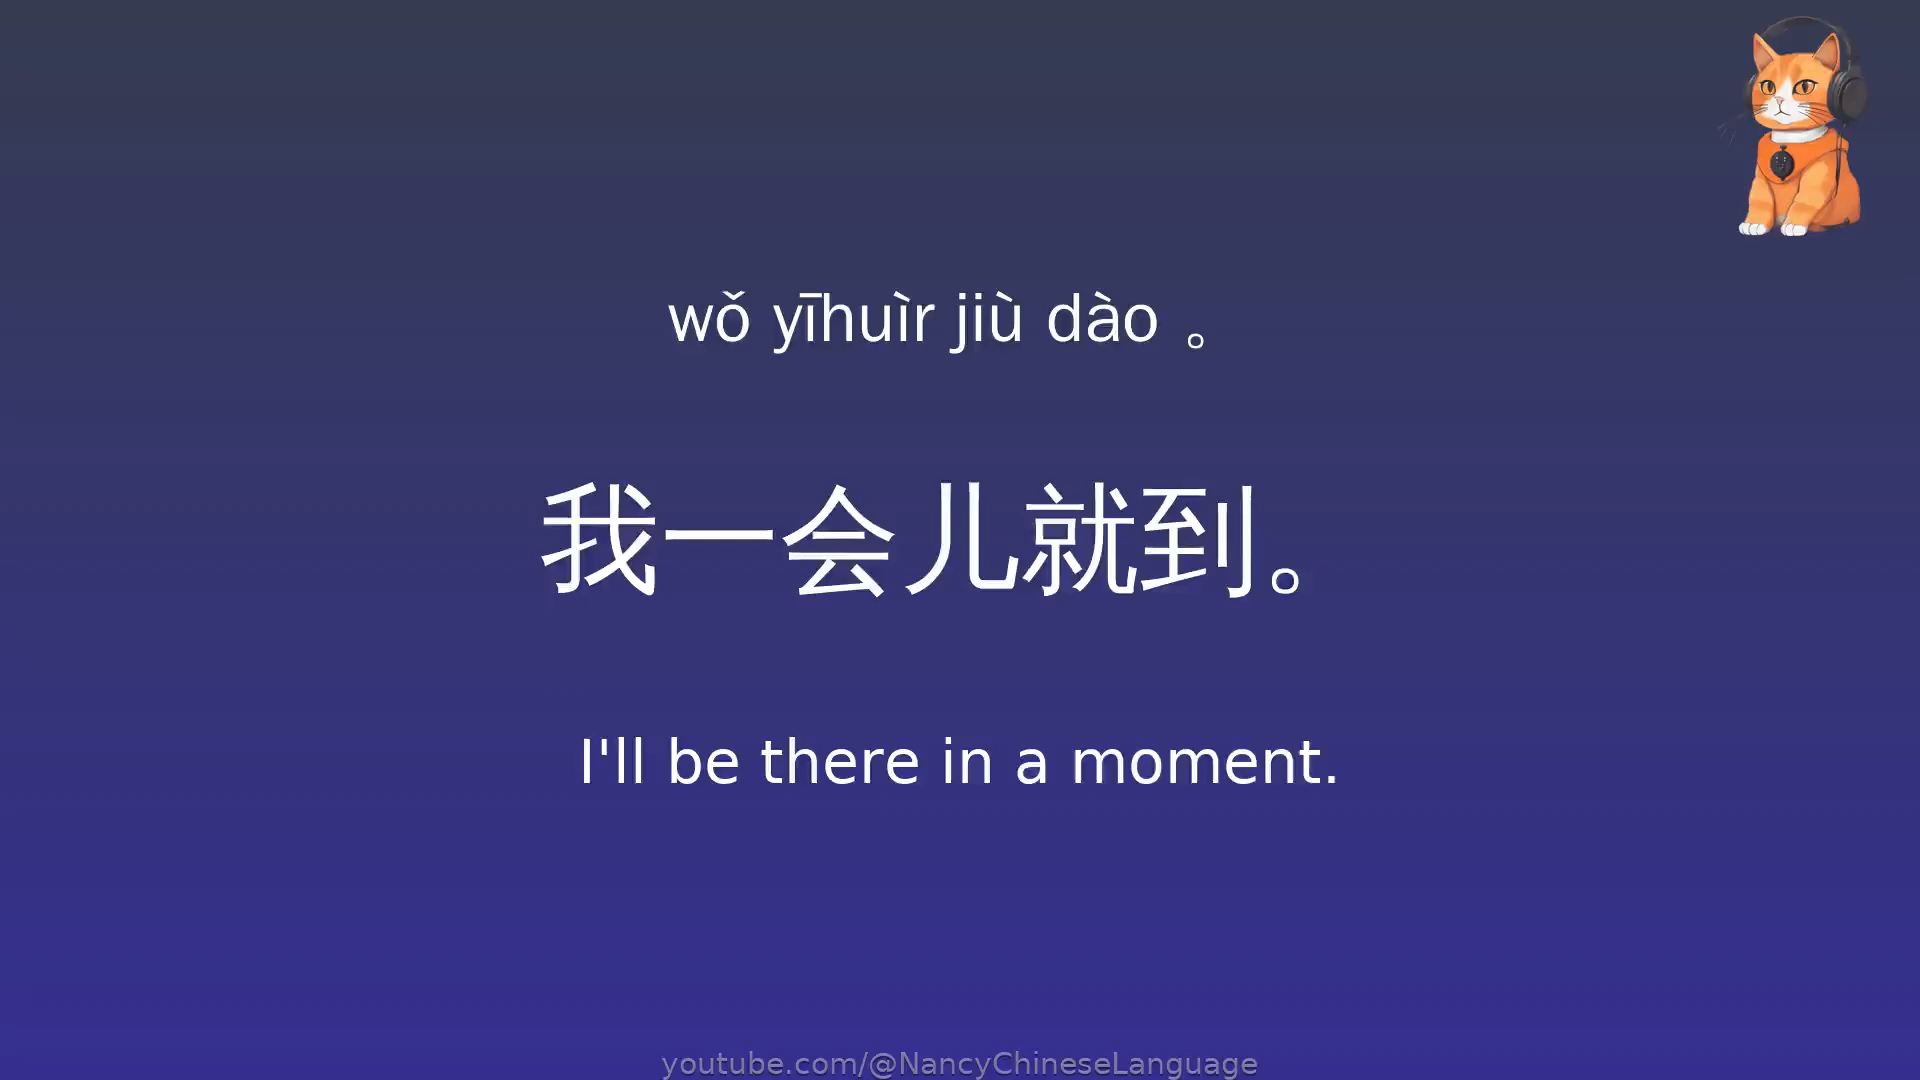 wǒ yīhuìr jiù dào 。
我一会儿就到。
I'll be there in a moment.
youtube.com/@NancyChineseLanguage